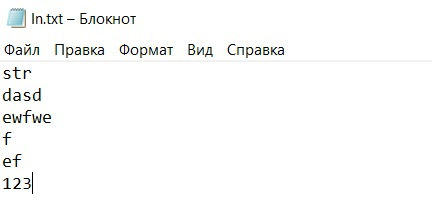 In.txt – Блокнот
Файл Правка Формат Вид Справка
str
dasd
ewfwe
f
ef
123